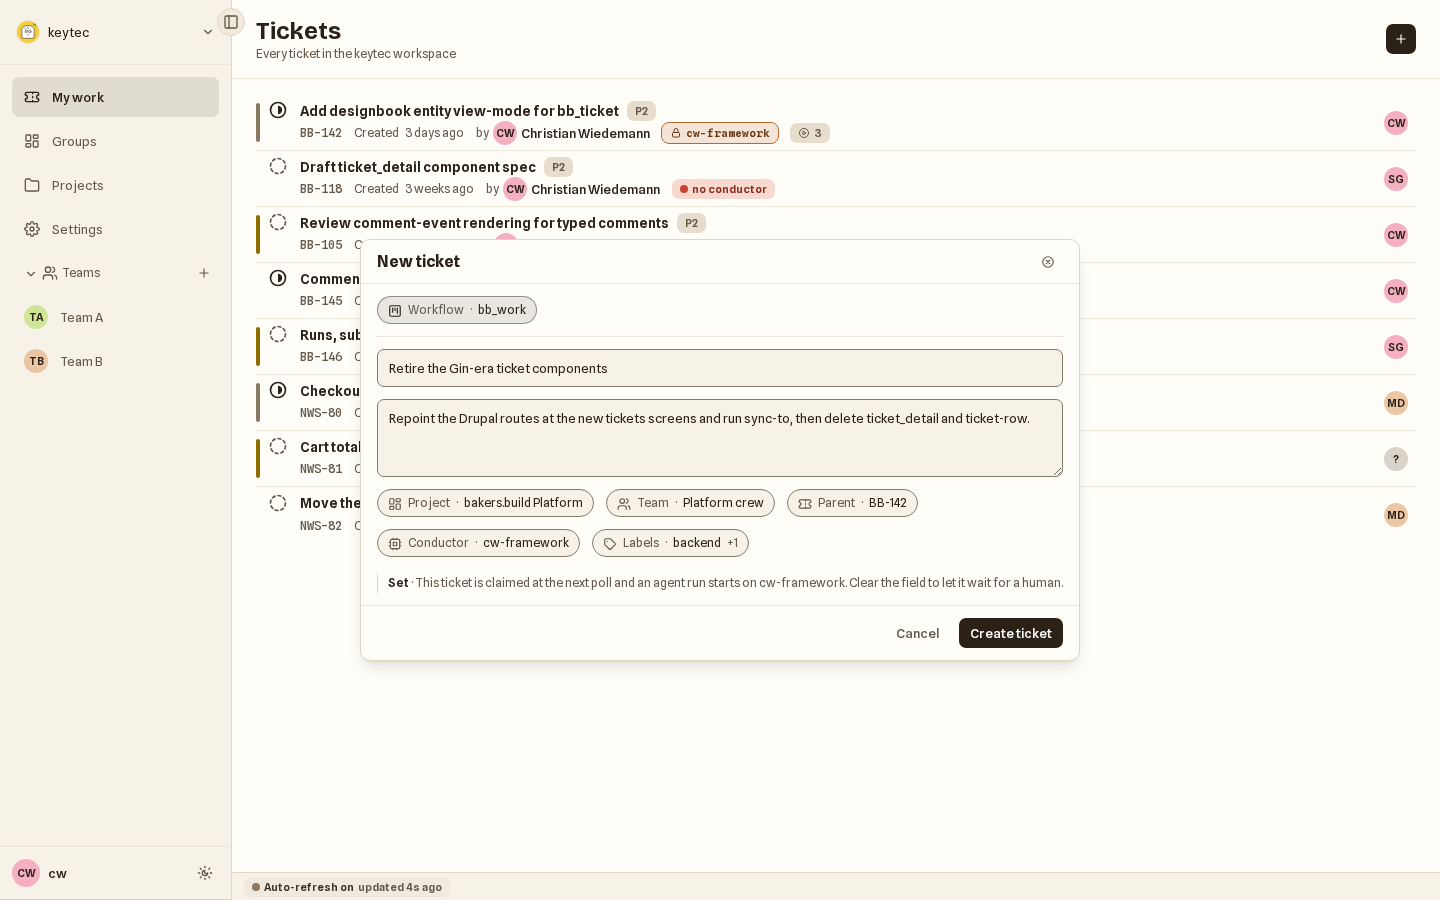 keytec
Tickets
Every ticket in the keytec workspace
My work
Groups
Projects
Settings
Teams
TA Team A
TB Team B
CW cw
Add designbook entity view-mode for bb_ticket P2
BB-142 Created 3 days ago by CW Christian Wiedemann cw-framework 3
CW
Draft ticket_detail component spec P2
BB-118 Created 3 weeks ago by CW Christian Wiedemann no conductor
SG
Review comment-event rendering for typed comments P2
BB-105
CW
BB-145
CW
Runs,
BB-146
SG
NWS-80
MD
NWS-81
?
Move the
NWS-82
MD
New ticket
Workflow · bb_work
Retire the Gin-era ticket components
Repoint the Drupal routes at the new tickets screens and run sync-to, then delete ticket_detail and ticket-row.
Project · bakers.build Platform Team · Platform crew Parent · BB-142
Conductor · cw-framework Labels · backend +1
Set · This ticket is claimed at the next poll and an agent run starts on cw-framework. Clear the field to let it wait for a human.
Cancel Create ticket
Auto-refresh on updated 4s ago